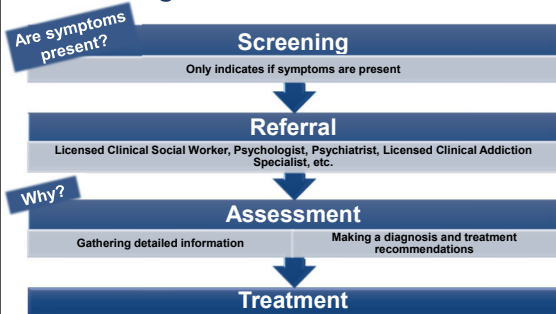 Are symptoms
present?
Screening
Only indicates if symptoms are present
Referral
Licensed Clinical Social Worker, Psychologist, Psychiatrist, Licensed Clinical Addiction
Specialist, etc.
Why?
Assessment
Gathering detailed information
Making a diagnosis and treatment
recommendations
Treatment